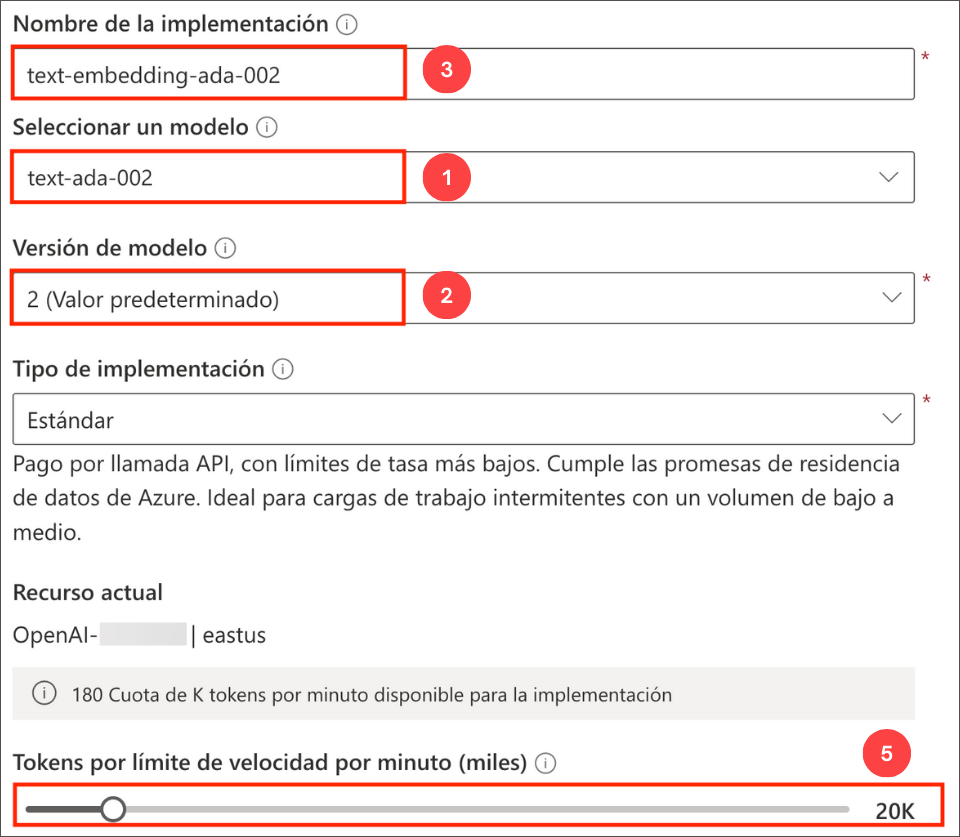 Nombre de la implementación
text-embedding-ada-002
3
Seleccionar un modelo
text-ada-002
1
Versión de modelo
2 (Valor predeterminado)
2
Tipo de implementación
Estándar
Pago por llamada API, con límites de tasa más bajos. Cumple las promesas de residencia
de datos de Azure. Ideal para cargas de trabajo intermitentes con un volumen de bajo a
medio.
Recurso actual
OpenAI- | eastus
180 Cuota de K tokens por minuto disponible para la implementación
Tokens por límite de velocidad por minuto (miles)
5
20K